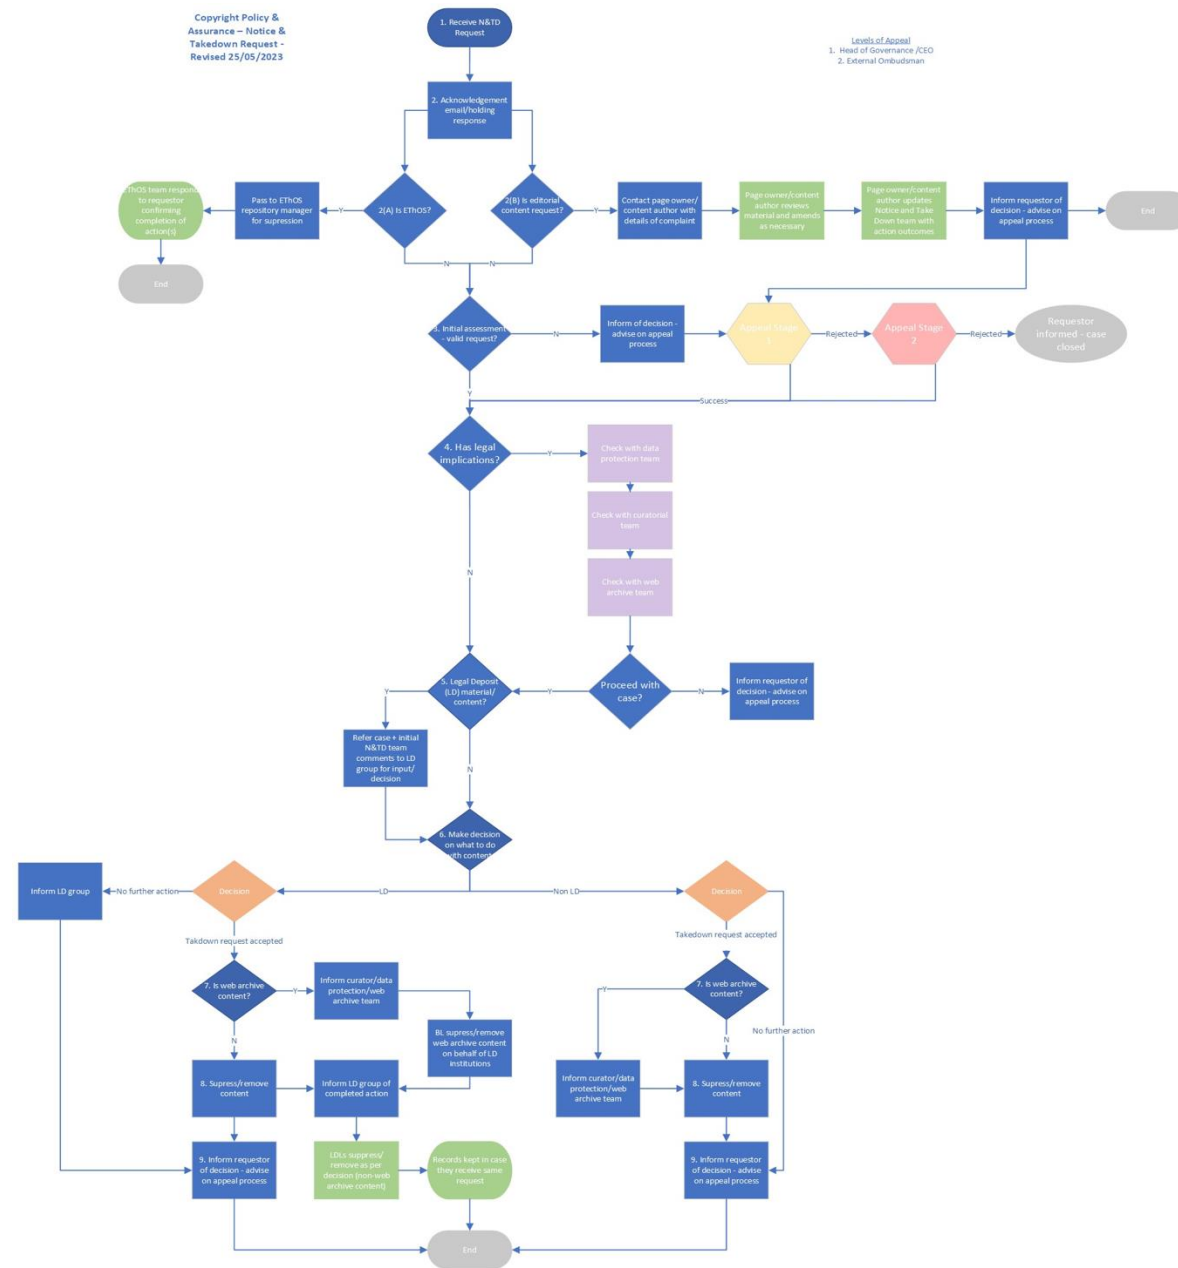 Copyright Policy &
Assurance – Notice &
Takedown Request -
Revised 25/05/2023
1. Receive N&TD
Request
Levels of Appeal
1. Head of Governance /CEO
2. External Ombudsman
2. Acknowledgement
email/holding
response
EThOS team respond
to requestor
confirming
completion of
action(s)
Pass to EThOS
repository manager
for supression
Y
2(A) Is EThOS?
2(B) Is editorial
content request?
Y
Contact page owner/
content author with
details of complaint
Page owner/content
author reviews
material and amends
as necessary
Page owner/content
author updates
Notice and Take
Down team with
action outcomes
Inform requestor of
decision - advise on
appeal process
End
End
N
N
3. Initial assessment
- valid request?
N
Inform of decision -
advise on appeal
process
Appeal Stage
1
Rejected
Appeal Stage
2
Rejected
Requestor
informed - case
closed
Y
Success
4. Has legal
implications?
Y
Check with data
protection team
Check with curatorial
team
N
Check with web
archive team
5. Legal Deposit
(LD) material/
content?
Y
Y
Proceed with
case?
N
Inform requestor of
decision - advise on
appeal process
Refer case + initial
N&TD team
comments to LD
group for input/
decision
N
6. Make decision
on what to do
with content
Inform LD group
No further action
Decision
LD
Non LD
Decision
Takdown request accepted
Takedown request accepted
7. Is web archive
content?
Y
Inform curator/data
protection/web
archive team
Y
7. Is web archive
content?
N
BL supress/remove
web archive content
on behalf of LD
institutions
N
No further action
8. Supress/remove
content
Inform LD group of
completed action
Inform curator/data
protection/web
archive team
8. Supress/remove
content
9. Inform requestor
of decision - advise
on appeal process
LDLs suppress/
remove as per
decision (non-web
archive content)
Records kept in case
they receive same
request
9. Inform requestor
of decision - advise
on appeal process
End